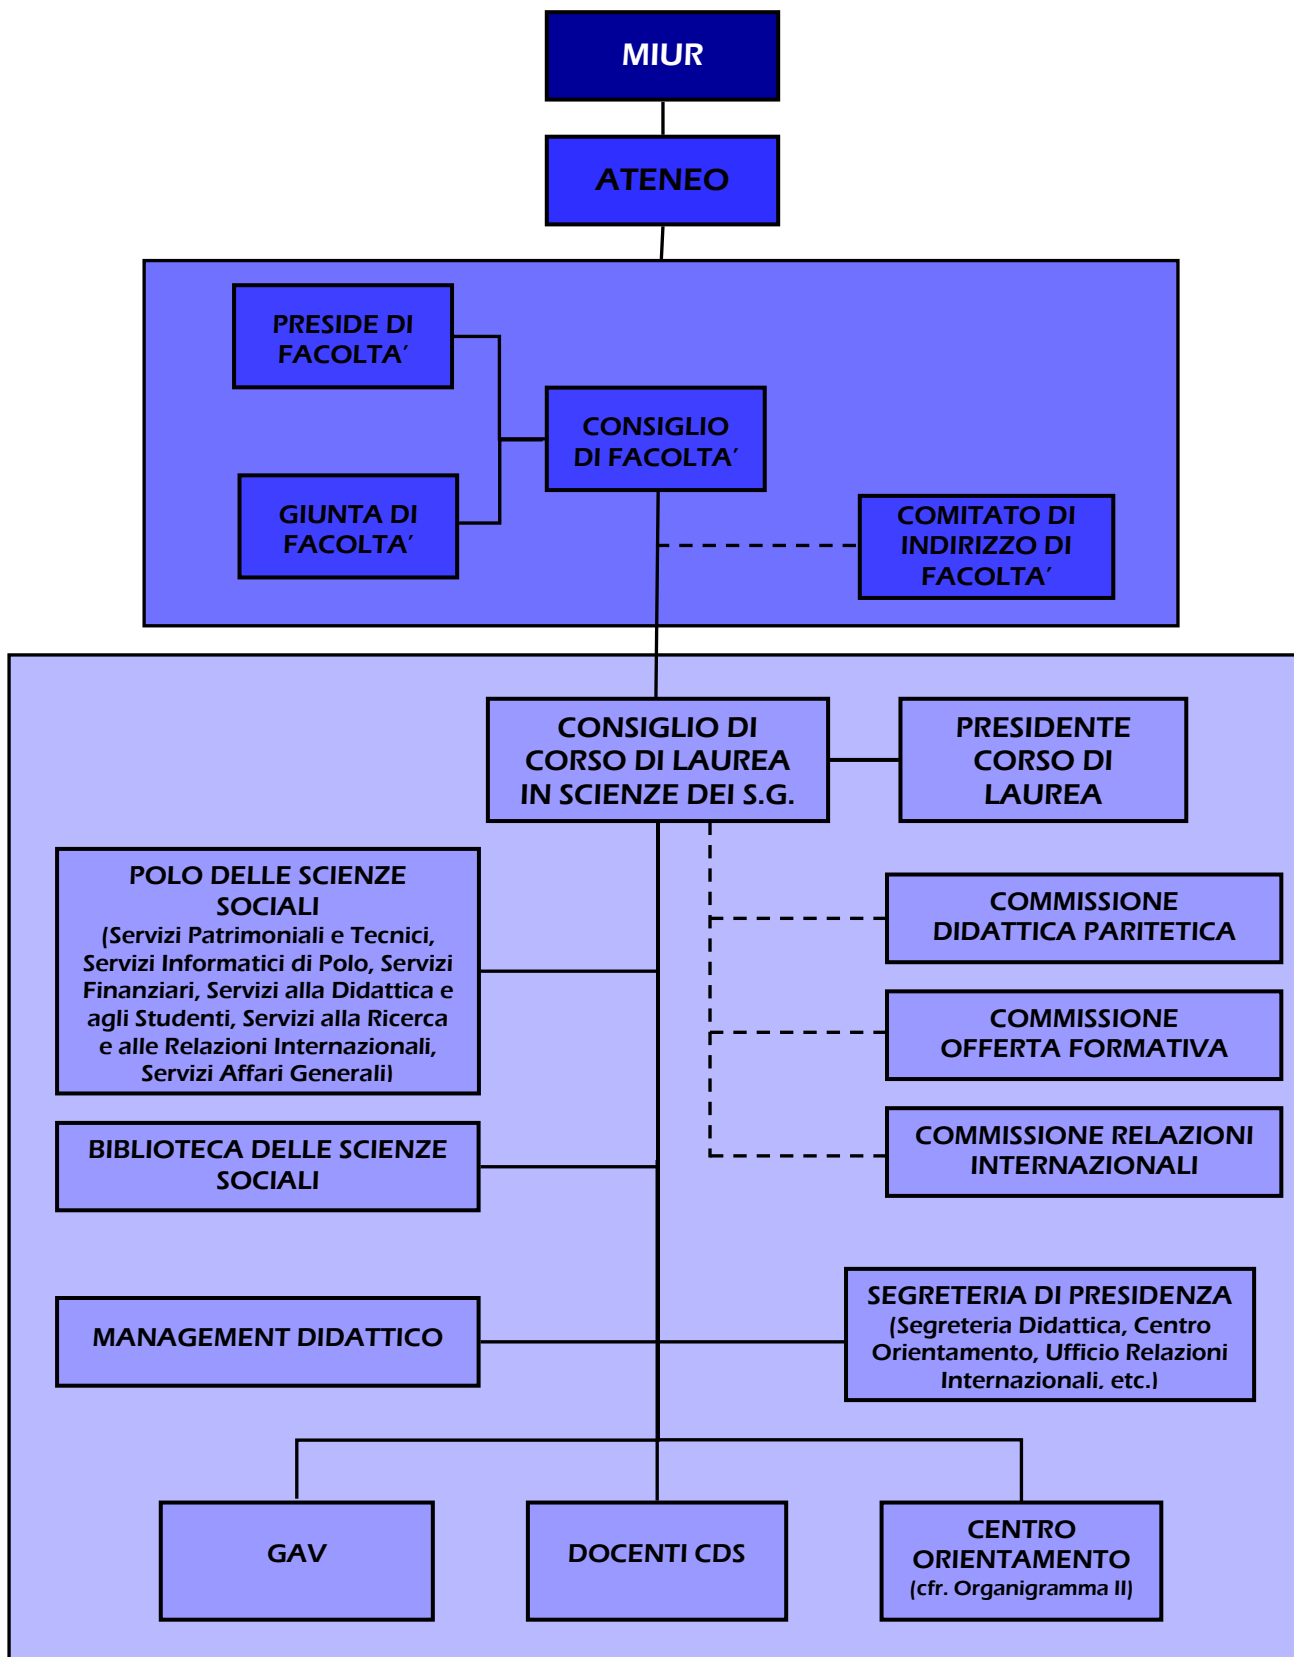 MIUR
ATENEO
PRESIDE DI
FACOLTA’
CONSIGLIO
DI FACOLTA’
GIUNTA DI
FACOLTA’
COMITATO DI
INDIRIZZO DI
FACOLTA’
CONSIGLIO DI
CORSO DI LAUREA
IN SCIENZE DEI S.G.
PRESIDENTE
CORSO DI
LAUREA
POLO DELLE SCIENZE
SOCIALI
(Servizi Patrimoniali e Tecnici,
Servizi Informatici di Polo, Servizi
Finanziari, Servizi alla Didattica e
agli Studenti, Servizi alla Ricerca
e alle Relazioni Internazionali,
Servizi Affari Generali)
COMMISSIONE
DIDATTICA PARITETICA
COMMISSIONE
OFFERTA FORMATIVA
BIBLIOTECA DELLE SCIENZE
SOCIALI
COMMISSIONE RELAZIONI
INTERNAZIONALI
MANAGEMENT DIDATTICO
SEGRETERIA DI PRESIDENZA
(Segreteria Didattica, Centro
Orientamento, Ufficio Relazioni
Internazionali, etc.)
GAV
DOCENTI CDS
CENTRO
ORIENTAMENTO
(cfr. Organigramma II)